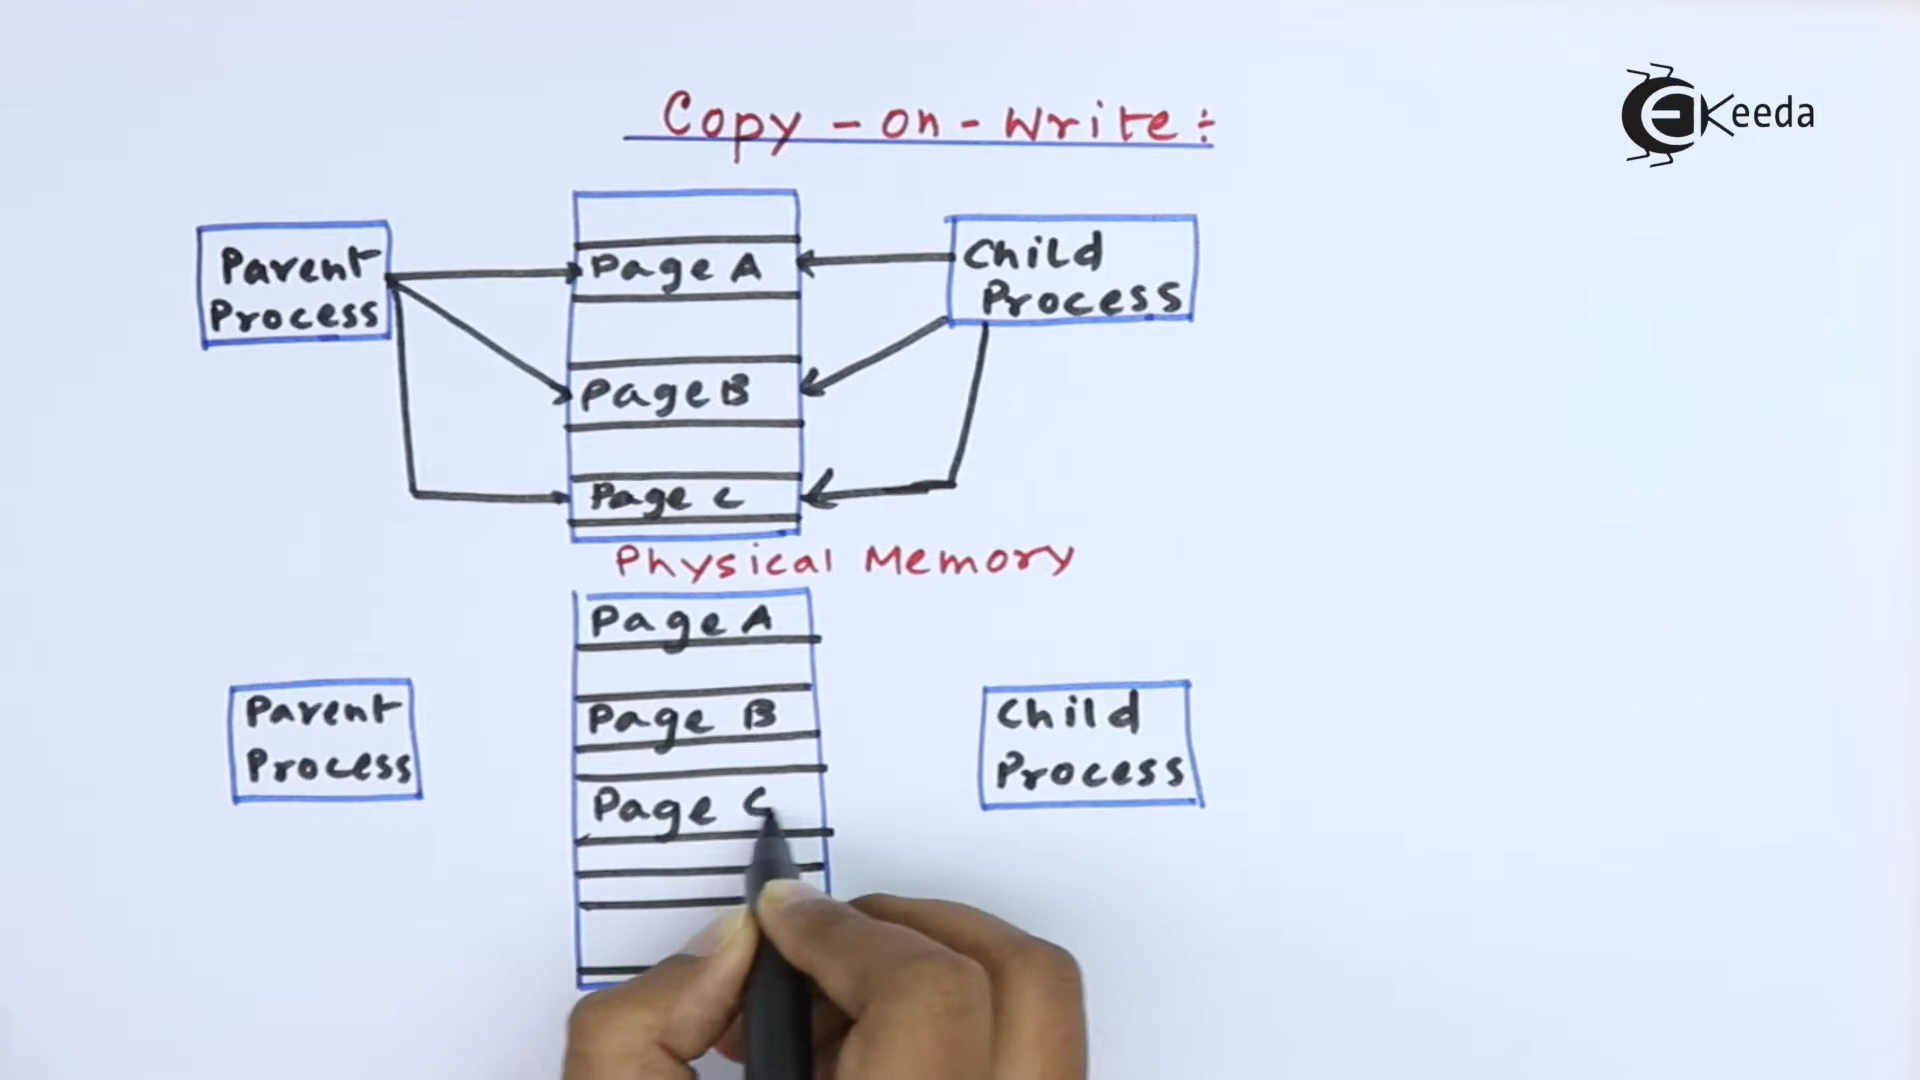 Copy-on-Write:
EKeeda
Parent
Process
Page A
Page B
Page C
Child
Process
Physical Memory
Parent
Process
Page A
Page B
Page C
Child
Process